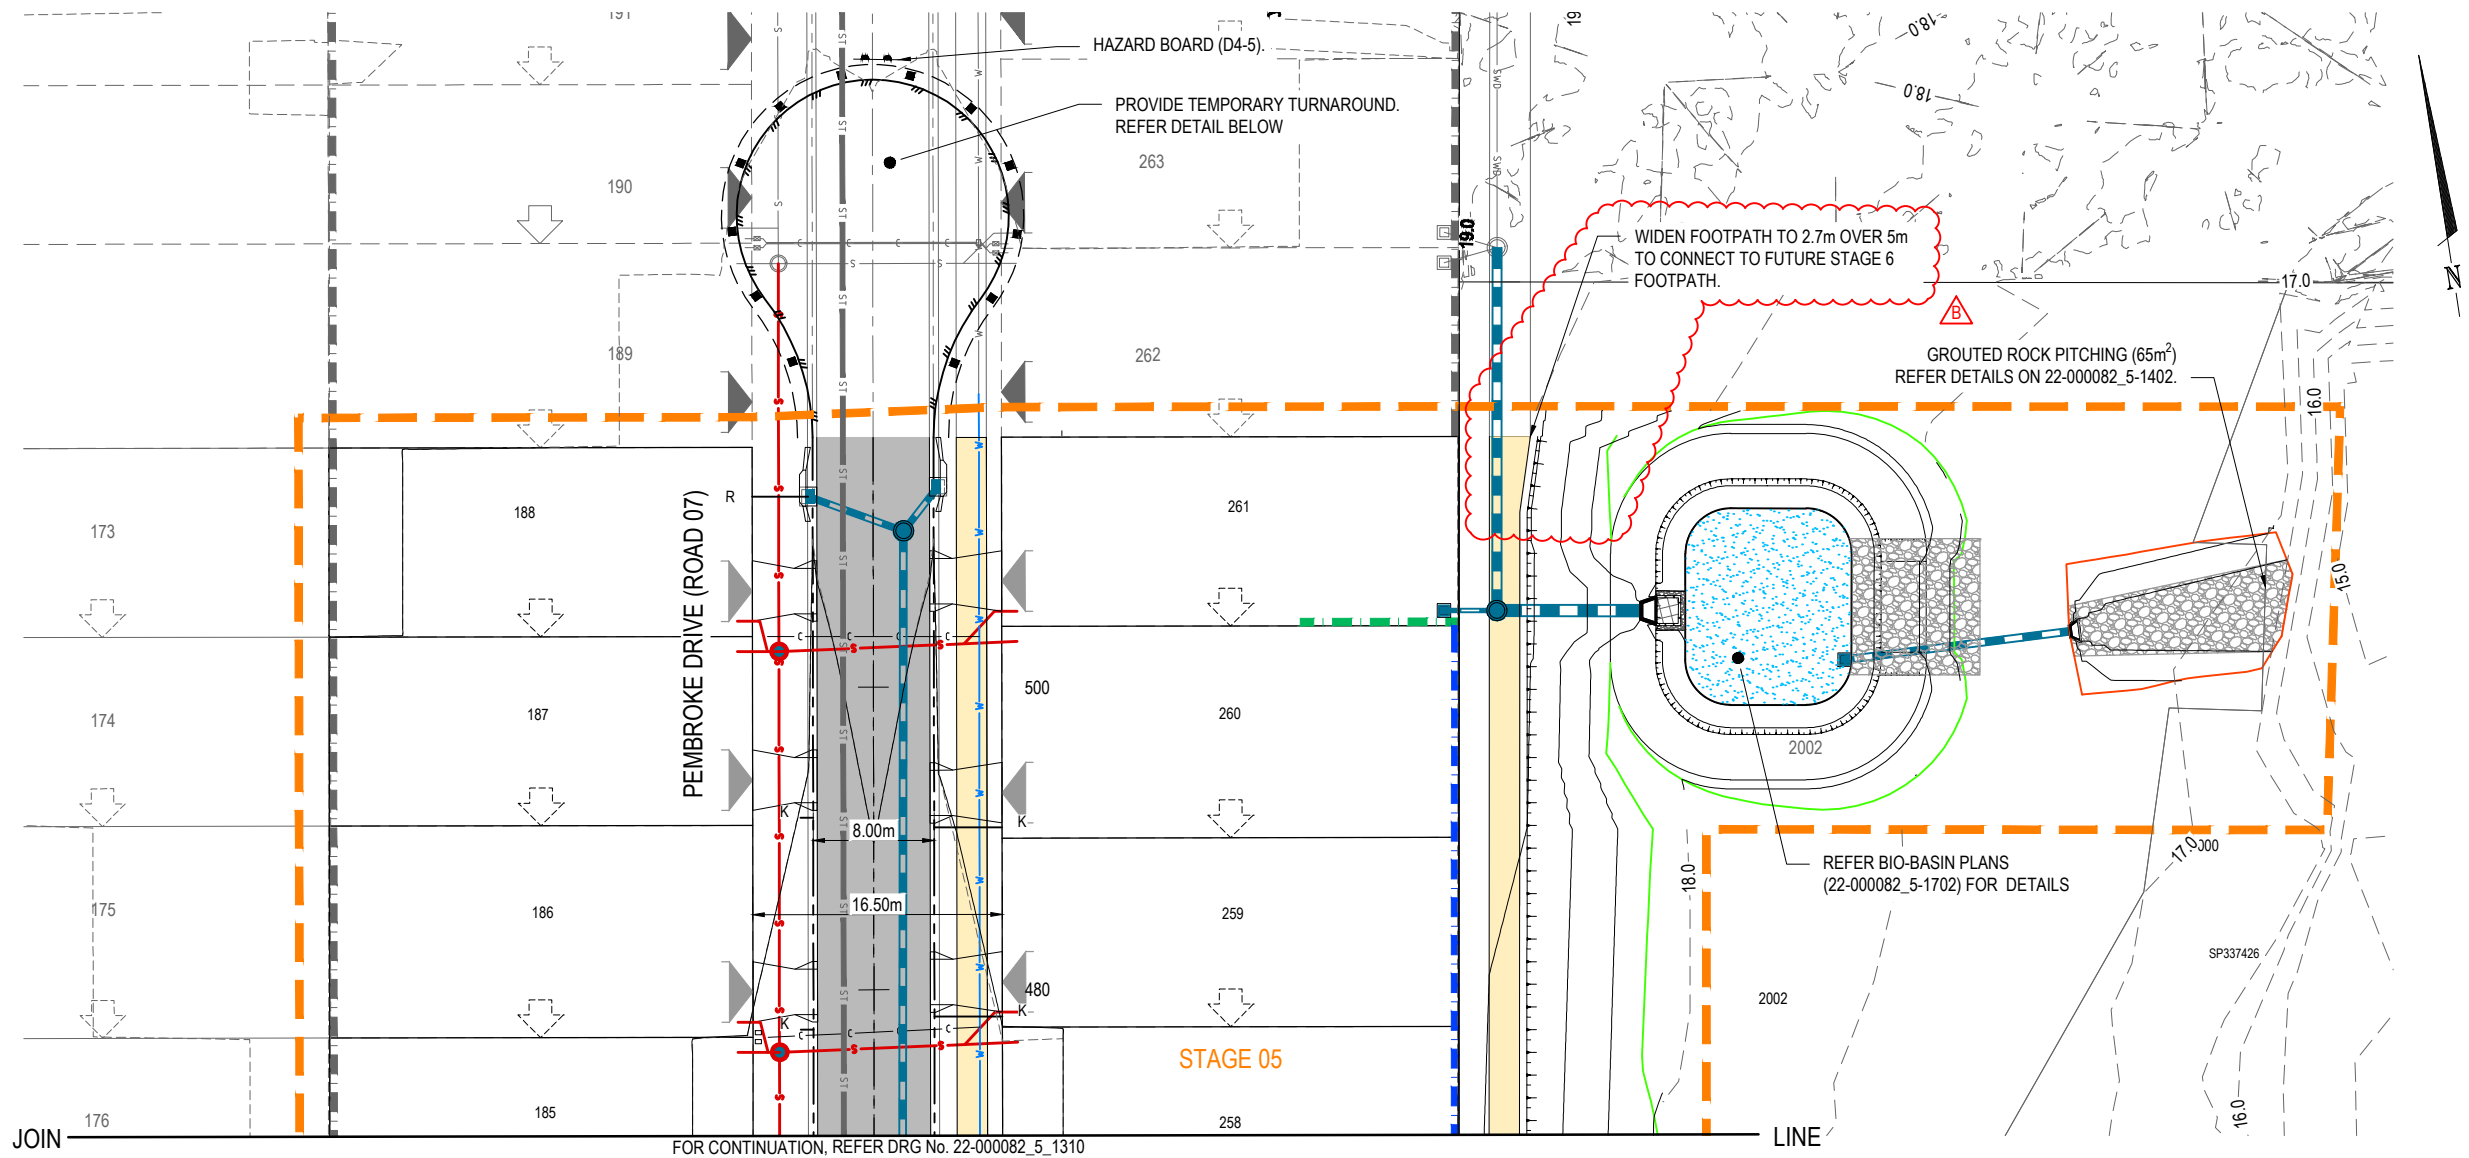 191
HAZARD BOARD (D4-5).
PROVIDE TEMPORARY TURNAROUND.
REFER DETAIL BELOW
18.0
18.0
190
263
19.0
WIDEN FOOTPATH TO 2.7m OVER 5m
TO CONNECT TO FUTURE STAGE 6
FOOTPATH.
17.0
B
N
189
262
GROUTED ROCK PITCHING (65m²)
REFER DETAILS ON 22-000082_5-1402.
16.0
15.0
R
PEMBROKE DRIVE (ROAD 07)
173
188
261
174
187
500
260
2002
K
K
8.00m
REFER BIO-BASIN PLANS
(22-000082_5-1702) FOR DETAILS
18.0
17.0
175
186
16.50m
259
SP337426
480
2002
K
K
STAGE 05
176
185
258
16.0
JOIN
LINE
FOR CONTINUATION, REFER DRG No. 22-000082_5_1310